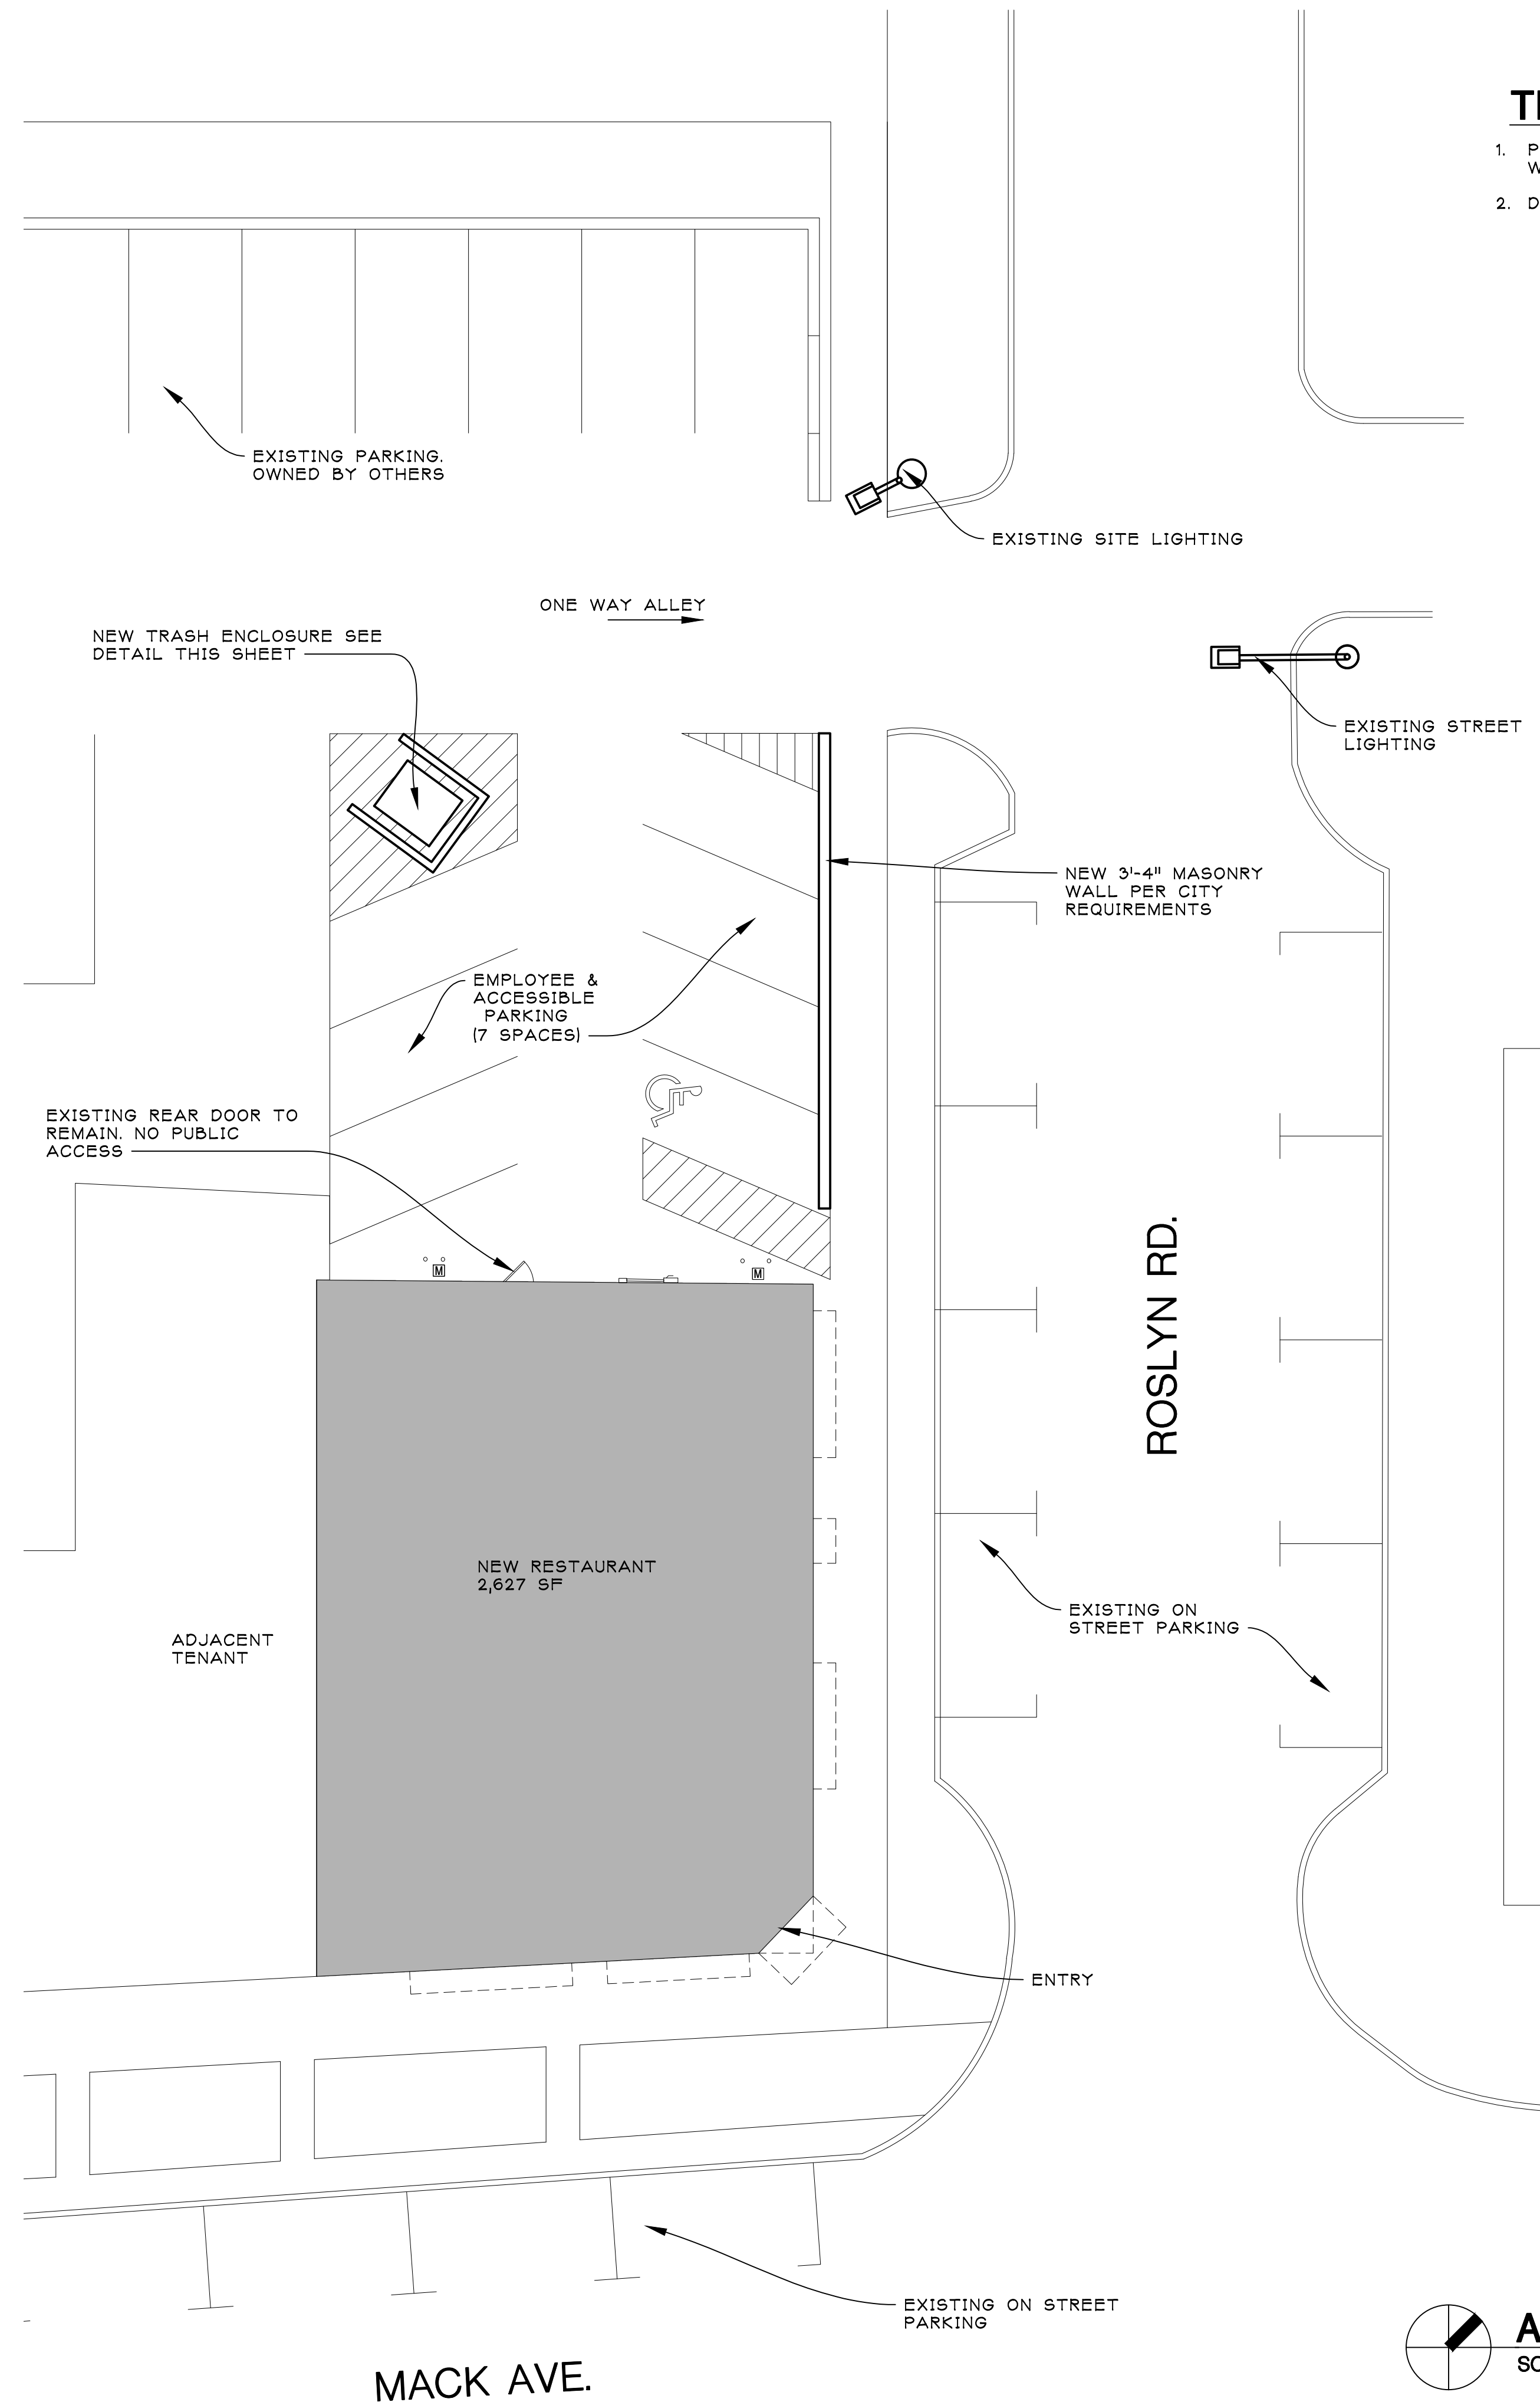 1. P
W
2. D
EXISTING PARKING.
OWNED BY OTHERS
EXISTING SITE LIGHTING
ONE WAY ALLEY
NEW TRASH ENCLOSURE SEE
DETAIL THIS SHEET
EXISTING STREET
LIGHTING
NEW 3'-4" MASONRY
WALL PER CITY
REQUIREMENTS
EMPLOYEE &
ACCESSIBLE
PARKING
(7 SPACES)
EXISTING REAR DOOR TO
REMAIN. NO PUBLIC
ACCESS
M
M
ROSLYN RD.
NEW RESTAURANT
2,627 SF
EXISTING ON
STREET PARKING
ADJACENT
TENANT
ENTRY
EXISTING ON STREET
PARKING
MACK AVE.